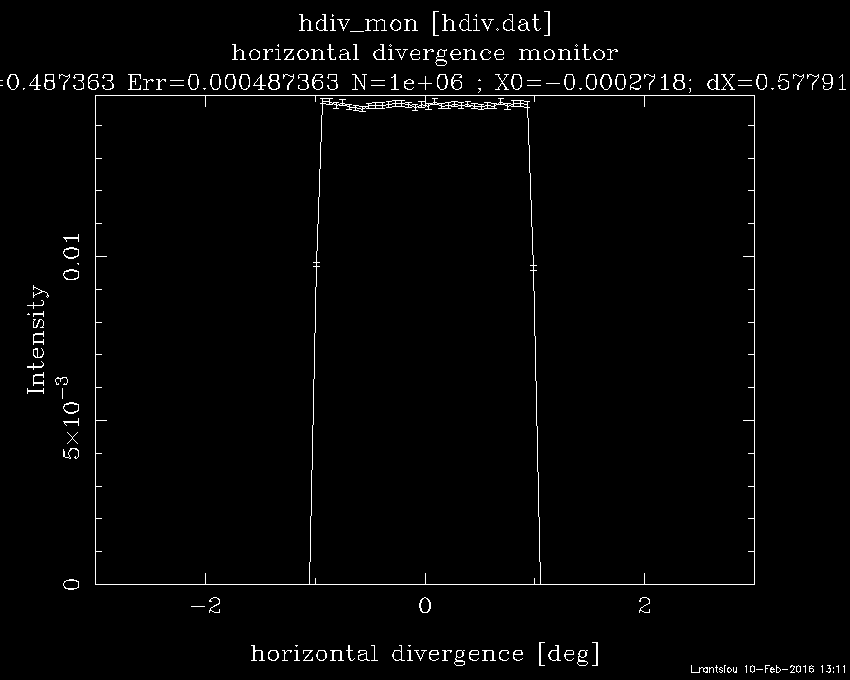 hdiv_mon [hdiv.dat]
horizontal divergence monitor
=0.487363 Err=0.000487363 N=1e+06 ; X0=−0.0002718; dX=0.57791
Intensity
0.01
5×10−3
0
−2 0 2
horizontal divergence [deg]
l_rantsiou 10-Feb-2016 13:11